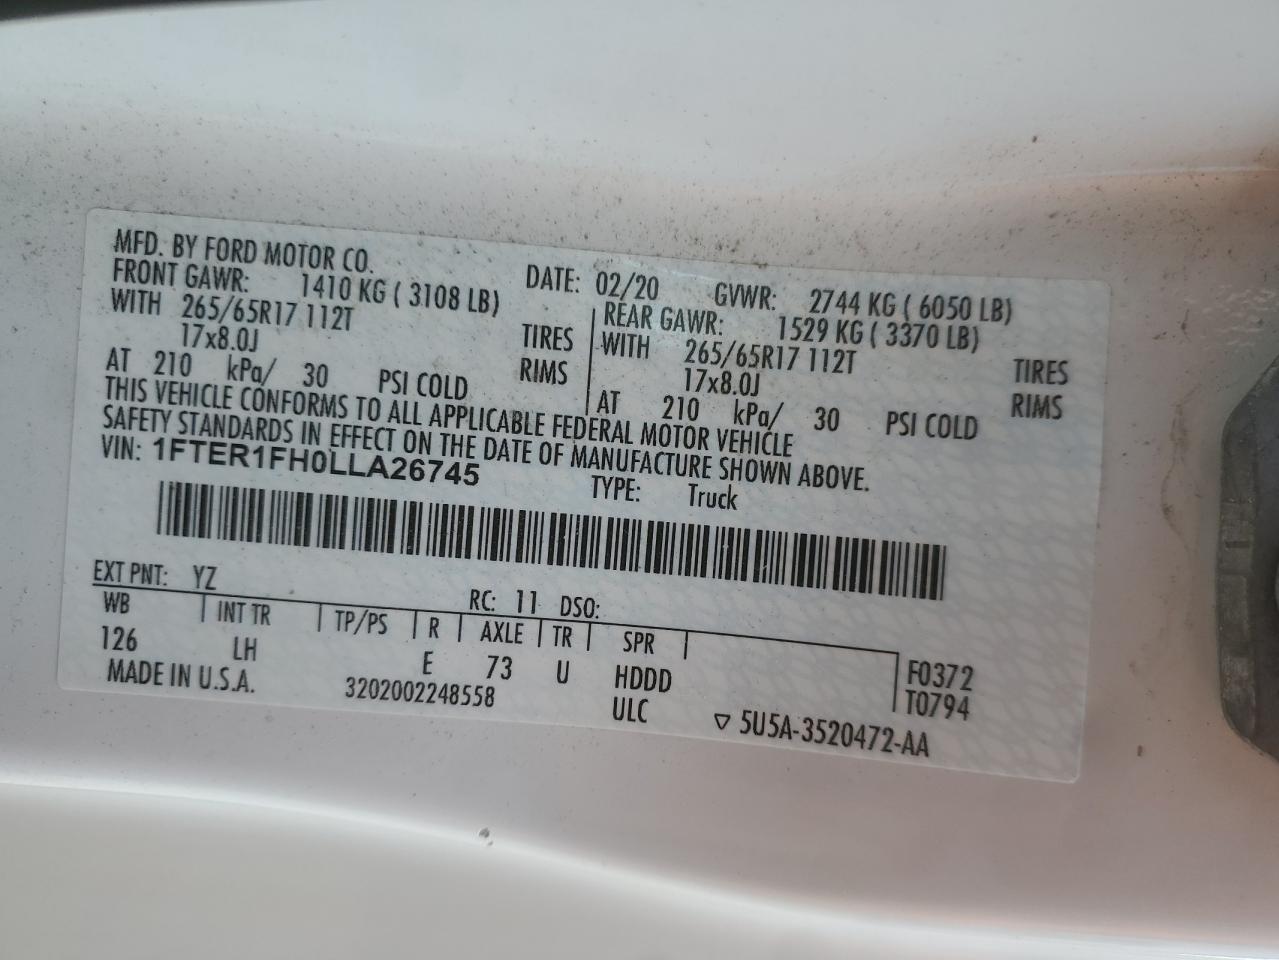 MFD. BY FORD MOTOR CO.
DATE: 02/20 GVWR: 2744 KG ( 6050 LB)
FRONT GAWR: 1410 KG ( 3108 LB)
WITH 265/65R17 112T TIRES
17x8.0J RIMS
AT 210 kPa/ 30 PSI COLD
REAR GAWR: 1529 KG ( 3370 LB)
WITH 265/65R17 112T TIRES
17x8.0J RIMS
AT 210 kPa/ 30 PSI COLD
THIS VEHICLE CONFORMS TO ALL APPLICABLE FEDERAL MOTOR VEHICLE
SAFETY STANDARDS IN EFFECT ON THE DATE OF MANUFACTURE SHOWN ABOVE.
VIN: 1FTER1FH0LLA26745 TYPE: Truck
EXT PNT: YZ RC: 11 DSO:
WB INT TR TP/PS R AXLE TR SPR
126 LH E 73 U HDDD F0372
ULC T0794
MADE IN U.S.A. 3202002248558 ▽ 5U5A-3520472-AA